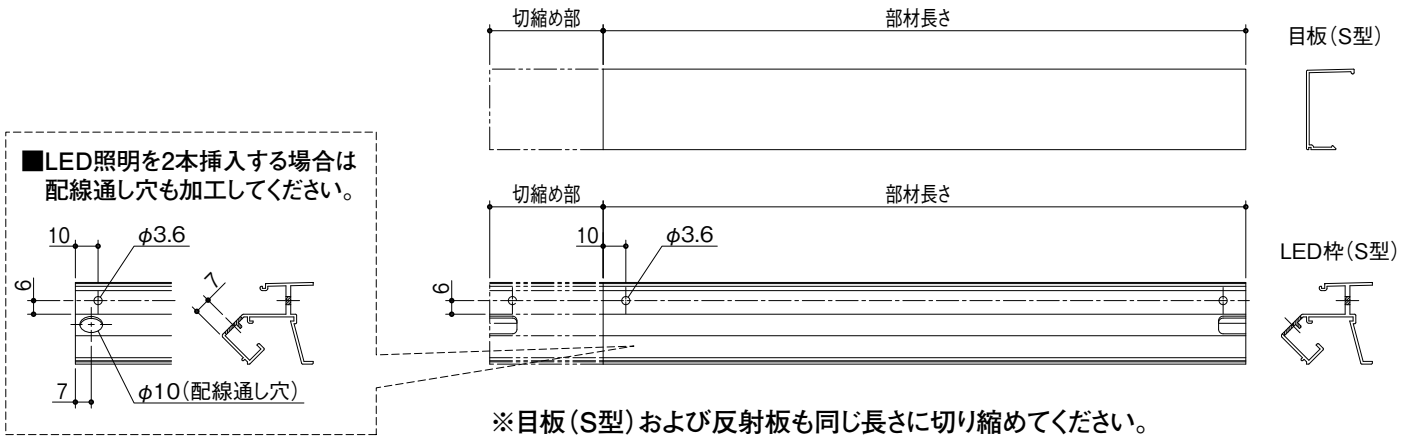 切縮め部
部材長さ
目板(S型)
■LED照明を2本挿入する場合は
配線通し穴も加工してください。
切縮め部
部材長さ
10
φ3.6
10
φ3.6
LED枠(S型)
7
6
6
7
φ10(配線通し穴)
※目板(S型)および反射板も同じ長さに切り縮めてください。